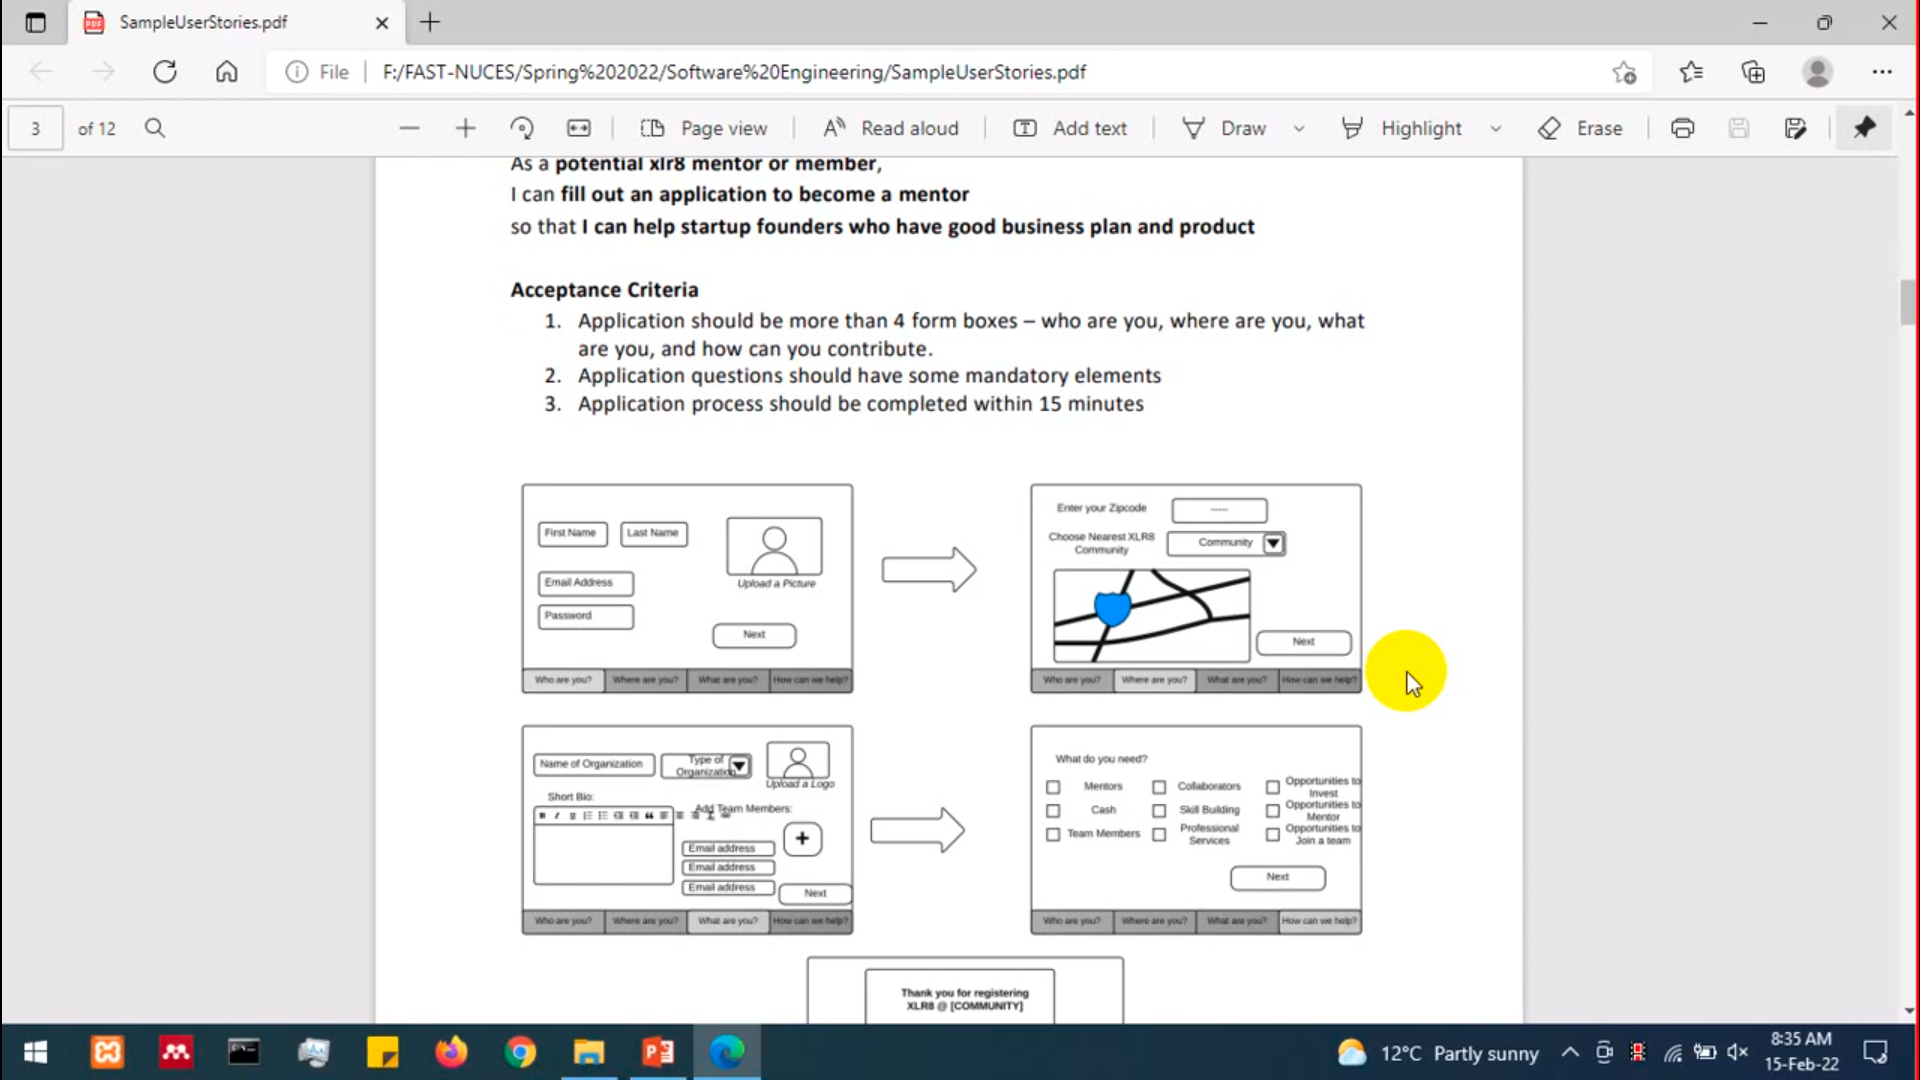 SampleUserStories.pdf
File
F:/FAST-NUCES/Spring%202022/Software%20Engineering/SampleUserStories.pdf
3 of 12
Page view
Read aloud
Add text
Draw
Highlight
Erase
As a potential xlr8 mentor or member,
I can fill out an application to become a mentor
so that I can help startup founders who have good business plan and product
Acceptance Criteria
1. Application should be more than 4 form boxes – who are you, where are you, what
are you, and how can you contribute.
2. Application questions should have some mandatory elements
3. Application process should be completed within 15 minutes
First Name
Last Name
Email Address
Password
Upload a Picture
Next
Who are you? Where are you? What are you? How can we help?
Enter your Zipcode
-----
Choose Nearest XLR8
Community
Community
Next
Who are you? Where are you? What are you? How can we help?
Name of Organization
Type of
Organization
Upload a Logo
Short Bio:
Add Team Members:
+
Email address
Email address
Email address
Next
Who are you? Where are you? What are you? How can we help?
What do you need?
Mentors
Collaborators
Opportunities to
Invest
Cash
Skill Building
Opportunities to
Mentor
Team Members
Professional
Services
Opportunities to
Join a team
Next
Who are you? Where are you? What are you? How can we help?
Thank you for registering
XLR8 @ [COMMUNITY]
12°C Partly sunny
8:35 AM
15-Feb-22